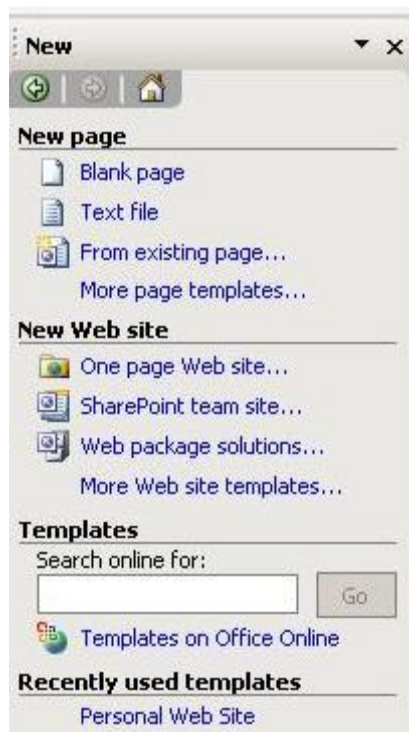 New
New page
Blank page
Text file
From existing page...
More page templates...
New Web site
One page Web site...
SharePoint team site...
Web package solutions...
More Web site templates...
Templates
Search online for:
Go
Templates on Office Online
Recently used templates
Personal Web Site